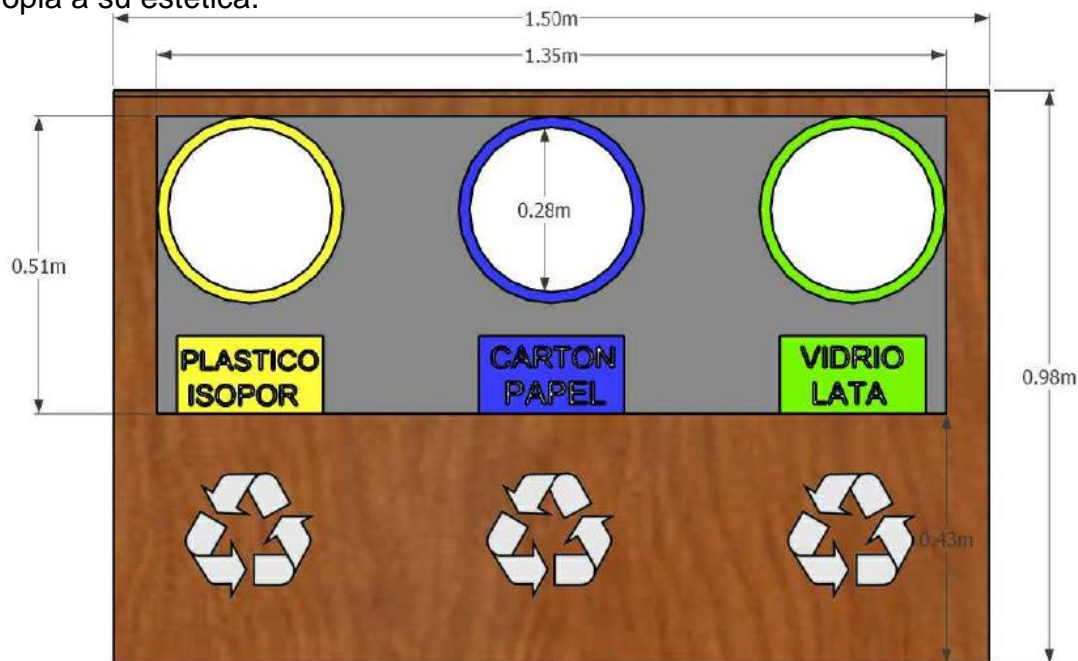 opia a su estética.
1.50m
1.35m
0.28m
0.51m
PLASTICO
ISOPOR
CARTON
PAPEL
VIDRIO
LATA
0.98m
0.43m